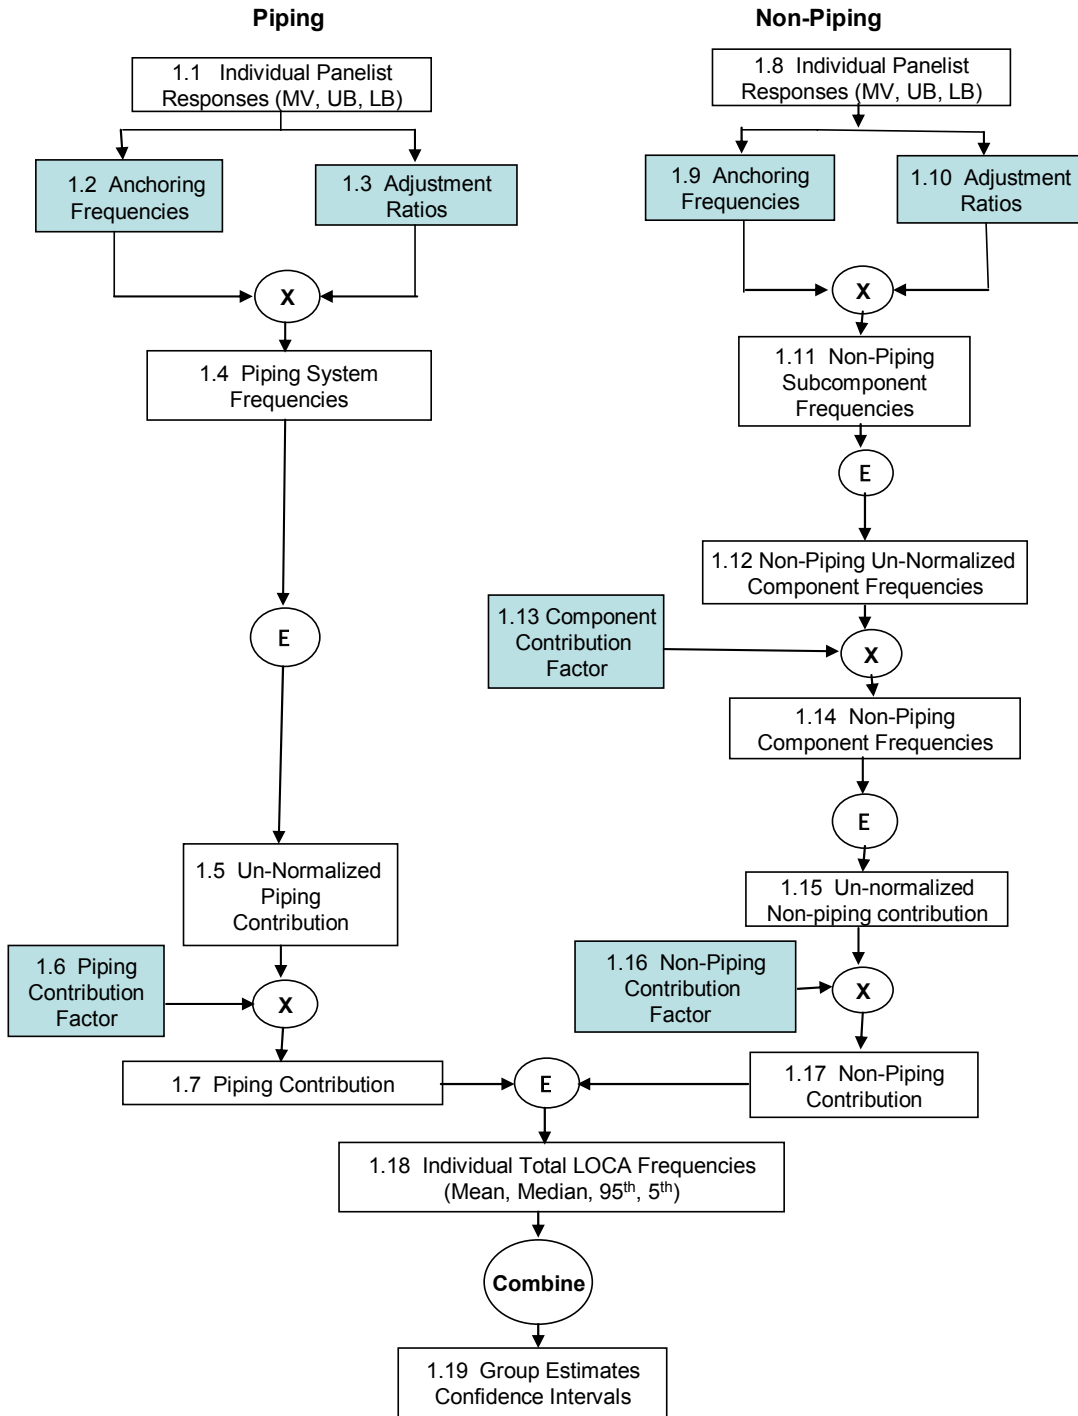 Piping
Non-Piping
1.1 Individual Panelist
Responses (MV, UB, LB)
1.8 Individual Panelist
Responses (MV, UB, LB)
1.2 Anchoring
Frequencies
1.3 Adjustment
Ratios
1.9 Anchoring
Frequencies
1.10 Adjustment
Ratios
X
X
1.4 Piping System
Frequencies
1.11 Non-Piping
Subcomponent
Frequencies
E
1.12 Non-Piping Un-Normalized
Component Frequencies
E
1.13 Component
Contribution
Factor
X
1.14 Non-Piping
Component Frequencies
E
1.5 Un-Normalized
Piping
Contribution
1.15 Un-normalized
Non-piping contribution
1.6 Piping
Contribution
Factor
X
1.16 Non-Piping
Contribution
Factor
X
1.7 Piping Contribution
E
1.17 Non-Piping
Contribution
1.18 Individual Total LOCA Frequencies
(Mean, Median, 95th, 5th)
Combine
1.19 Group Estimates
Confidence Intervals